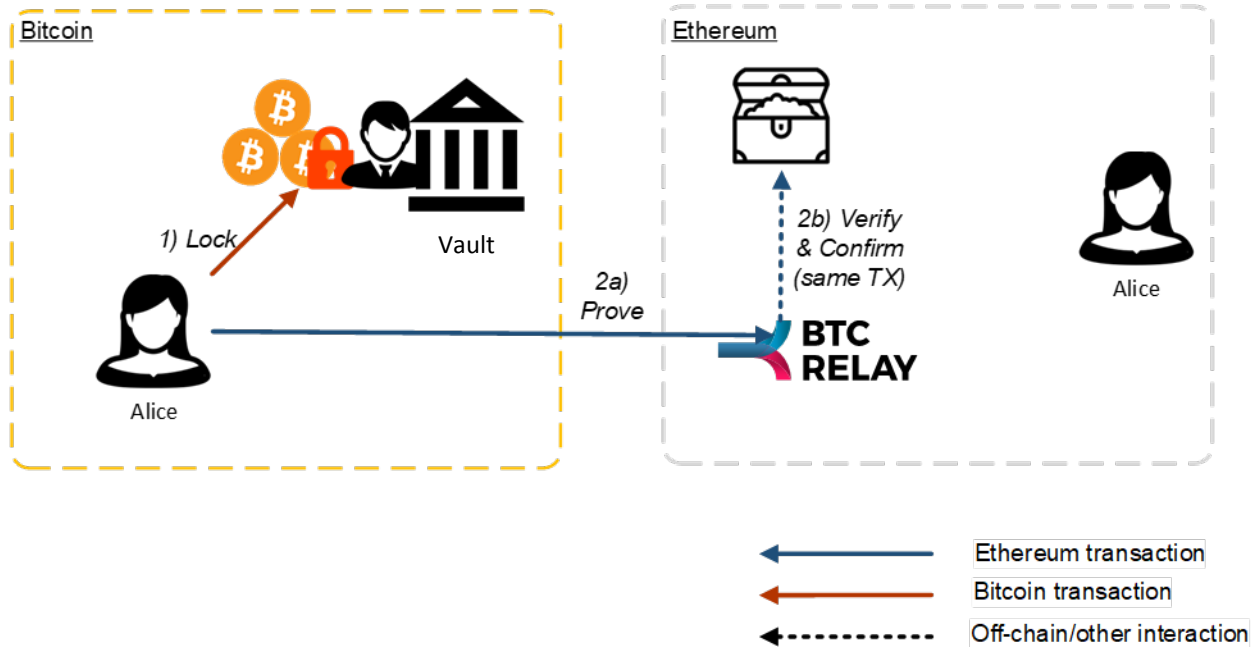 Bitcoin
Ethereum
1) Lock
Vault
2b) Verify
& Confirm
(same TX)
2a)
Prove
Alice
BTC
RELAY
Alice
Ethereum transaction
Bitcoin transaction
Off-chain/other interaction